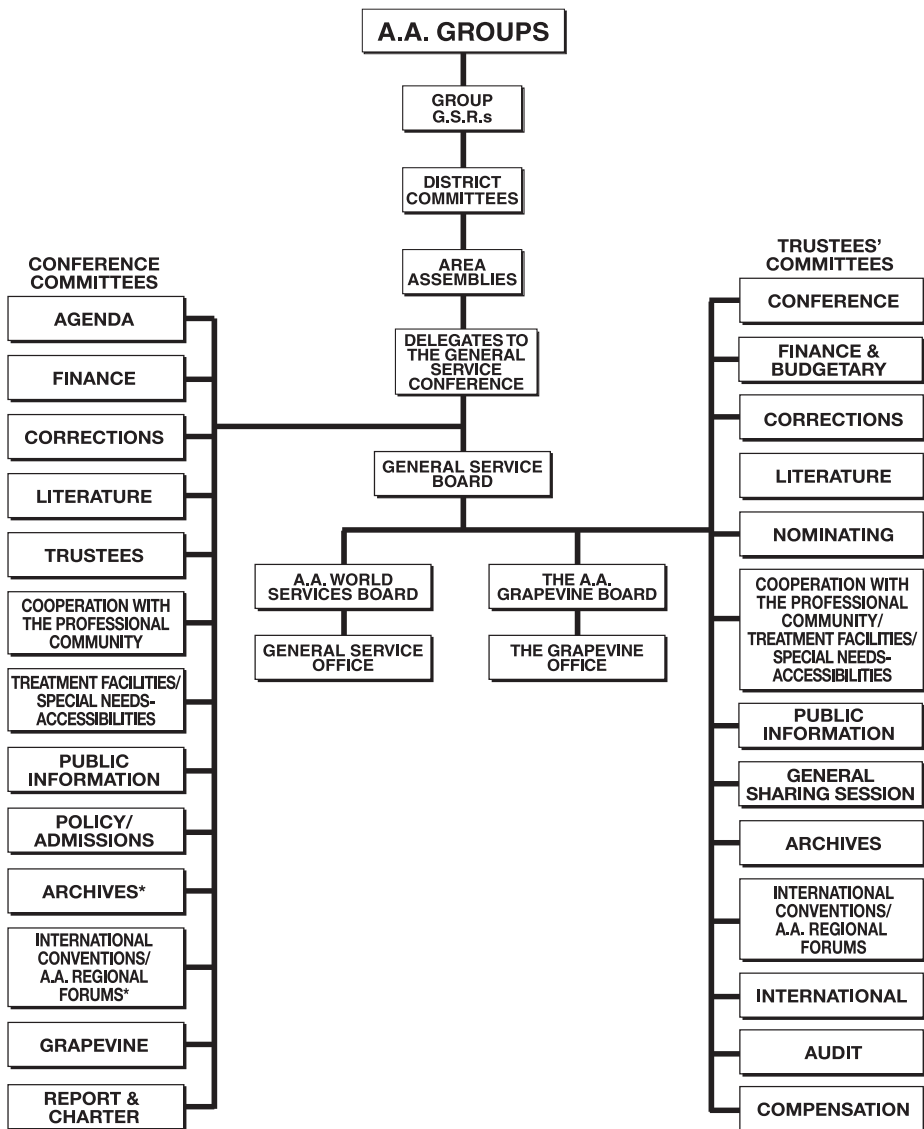 A.A. GROUPS
GROUP
G.S.R.s
DISTRICT
COMMITTEES
AREA
ASSEMBLIES
DELEGATES TO
THE GENERAL
SERVICE
CONFERENCE
GENERAL SERVICE
BOARD
A.A. WORLD
SERVICES BOARD
GENERAL SERVICE
OFFICE
THE A.A.
GRAPEVINE BOARD
THE GRAPEVINE
OFFICE
CONFERENCE
COMMITTEES
AGENDA
FINANCE
CORRECTIONS
LITERATURE
TRUSTEES
COOPERATION WITH
THE PROFESSIONAL
COMMUNITY
TREATMENT FACILITIES/
SPECIAL NEEDS-
ACCESSIBILITIES
PUBLIC
INFORMATION
POLICY/
ADMISSIONS
ARCHIVES*
INTERNATIONAL
CONVENTIONS/
A.A. REGIONAL
FORUMS*
GRAPEVINE
REPORT &
CHARTER
TRUSTEES'
COMMITTEES
CONFERENCE
FINANCE &
BUDGETARY
CORRECTIONS
LITERATURE
NOMINATING
COOPERATION WITH
THE PROFESSIONAL
COMMUNITY/
TREATMENT FACILITIES/
SPECIAL NEEDS-
ACCESSIBILITIES
PUBLIC
INFORMATION
GENERAL
SHARING SESSION
ARCHIVES
INTERNATIONAL
CONVENTIONS/
A.A. REGIONAL
FORUMS
INTERNATIONAL
AUDIT
COMPENSATION